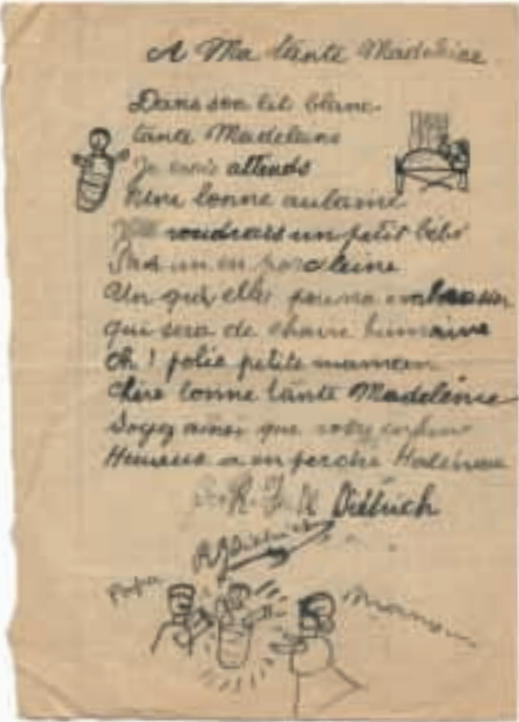 A Ma tante Madeleine
Dans son lit blanc
tante Madeleine
Je vous attends
bonne aubaine
voudrais un petit bébé
Pas un en porcelaine
Un qu'elle pourra embrasser
qui sera de chaire humaine
Oh ! jolie petite maman
Chère bonne tante Madeleine
Soyez ainsi que votre enfant
Heureux
Diétrich
Papa
Maman